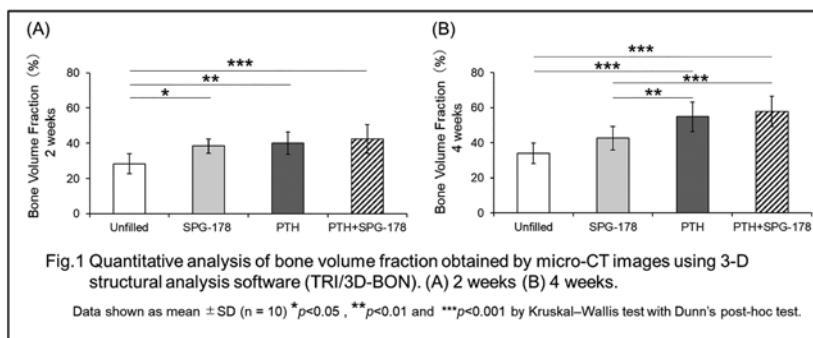 (A)
***
**
*
Bone Volume Fraction (%)
2 weeks
80
60
40
20
0
Unfilled SPG-178 PTH PTH+SPG-178
(B)
***
***
***
**
Bone Volume Fraction (%)
4 weeks
80
60
40
20
0
Unfilled SPG-178 PTH PTH+SPG-178
Fig.1 Quantitative analysis of bone volume fraction obtained by micro-CT images using 3-D
structural analysis software (TRI/3D-BON). (A) 2 weeks (B) 4 weeks.
Data shown as mean ±SD (n = 10) *p<0.05 , **p<0.01 and ***p<0.001 by Kruskal–Wallis test with Dunn's post-hoc test.